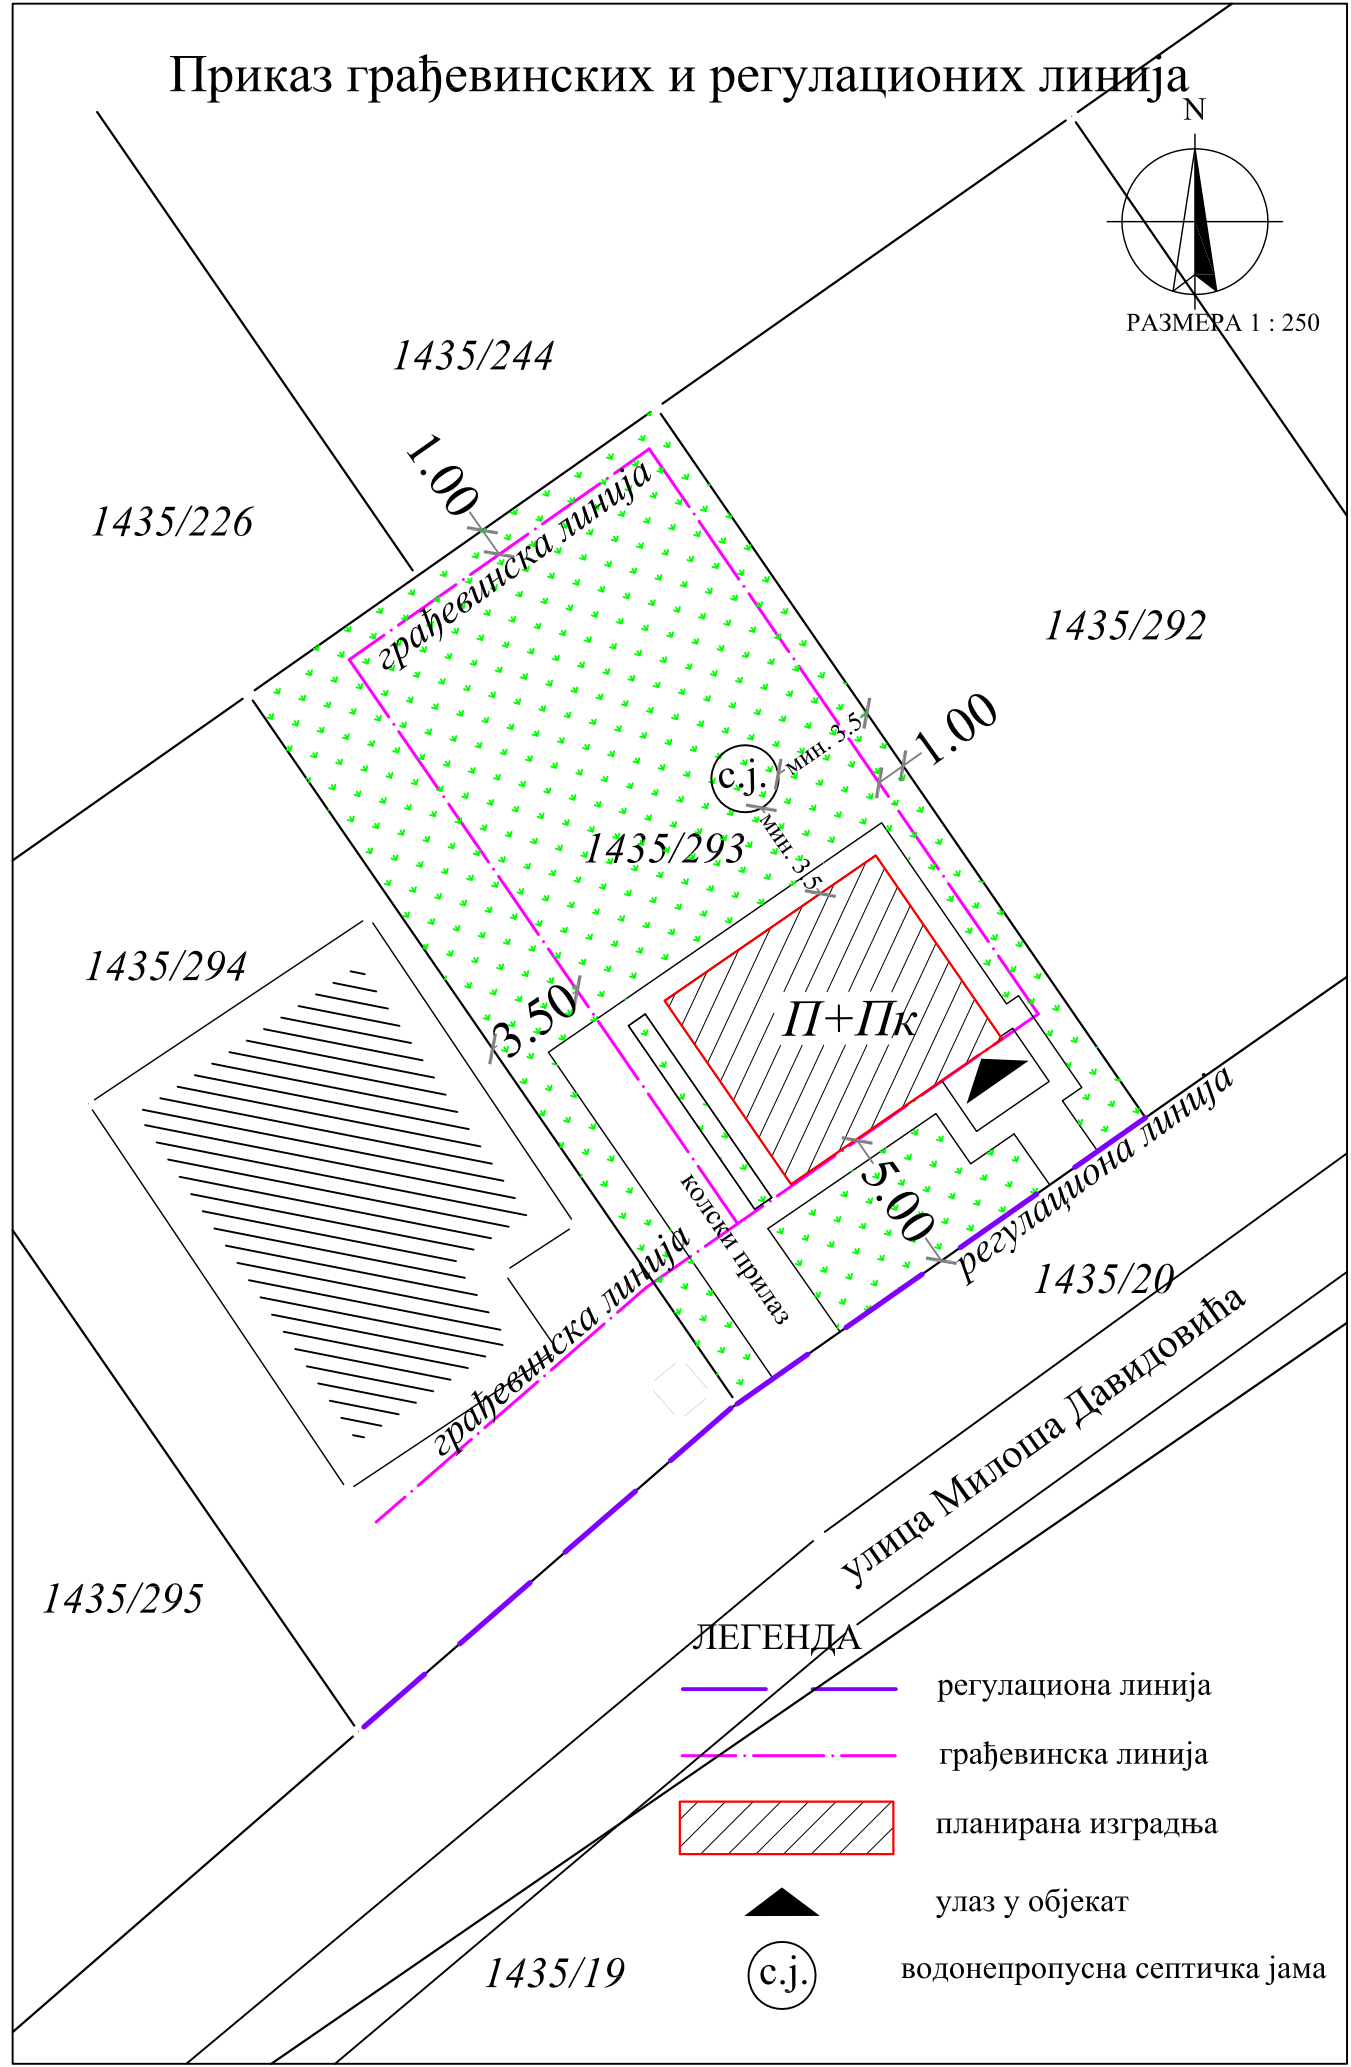 Приказ грађевинских и регулационих линија
N
РАЗМЕРА 1 : 250
1435/244
1.00
1435/226
грађевинска линија
1435/292
1.00
мин. 3.5
с.ј.
мин. 3.5
1435/293
1435/294
3.50
П+Пк
регулациона линија
5.00
колски прилаз
грађевинска линија
1435/20
улица Милоша Давидовића
1435/295
ЛЕГЕНДА
регулациона линија
грађевинска линија
планирана изградња
улаз у објекат
с.ј.
водонепропусна септичка јама
1435/19